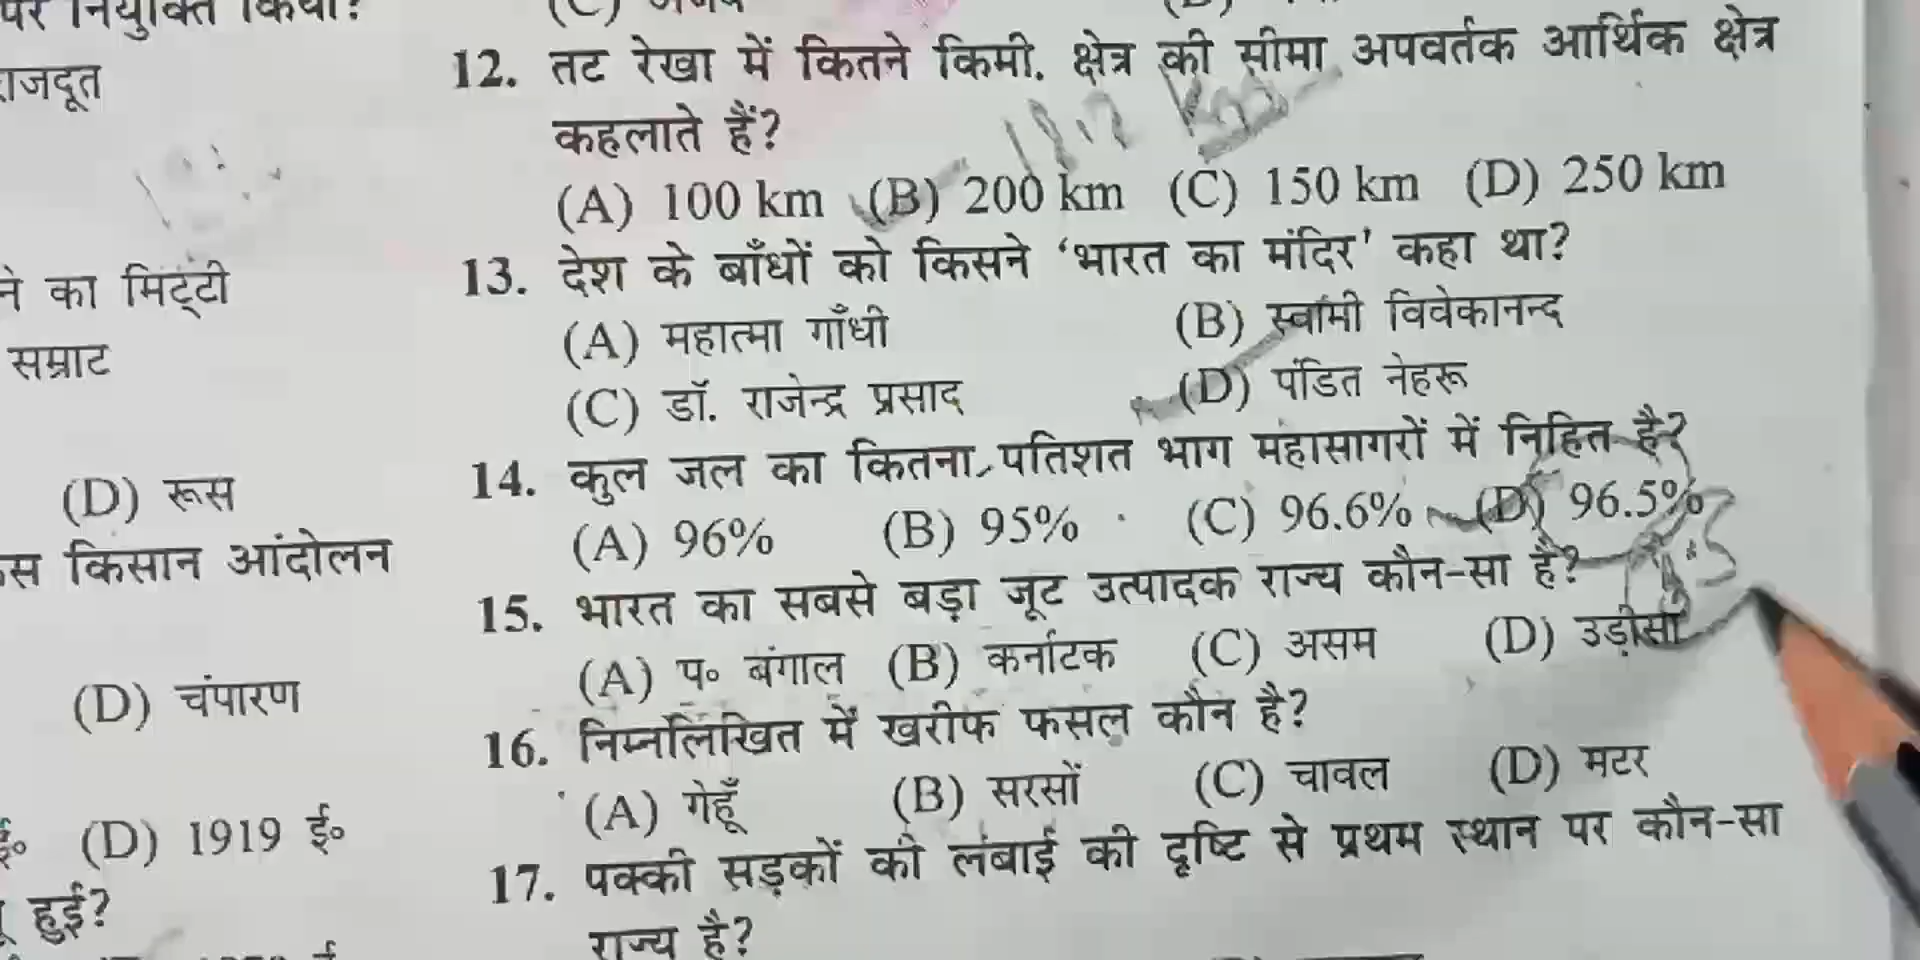 पर नियुक्ति किया?
राजदूत
ने का मिट्टी
सम्राट
(D) रूस
किसान आंदोलन
(D) चंपारण
ई० (D) 1919 ई०
हुई?
12. तट रेखा में कितने किमी. क्षेत्र की सीमा अपवर्तक आर्थिक क्षेत्र
कहलाते हैं?
(A) 100 km (B) 200 km (C) 150 km (D) 250 km
13. देश के बाँधों को किसने ‘भारत का मंदिर’ कहा था?
(A) महात्मा गाँधी (B) स्वामी विवेकानन्द
(C) डॉ. राजेन्द्र प्रसाद (D) पंडित नेहरू
14. कुल जल का कितना पतिशत भाग महासागरों में निहित है?
(A) 96% (B) 95% (C) 96.6% (D) 96.5%
15. भारत का सबसे बड़ा जूट उत्पादक राज्य कौन-सा है?
(A) प० बंगाल (B) कर्नाटक (C) असम (D) उड़ीसा
16. निम्नलिखित में खरीफ फसल कौन है?
(A) गेहूँ (B) सरसों (C) चावल (D) मटर
17. पक्की सड़कों की लंबाई की दृष्टि से प्रथम स्थान पर कौन-सा
राज्य है?